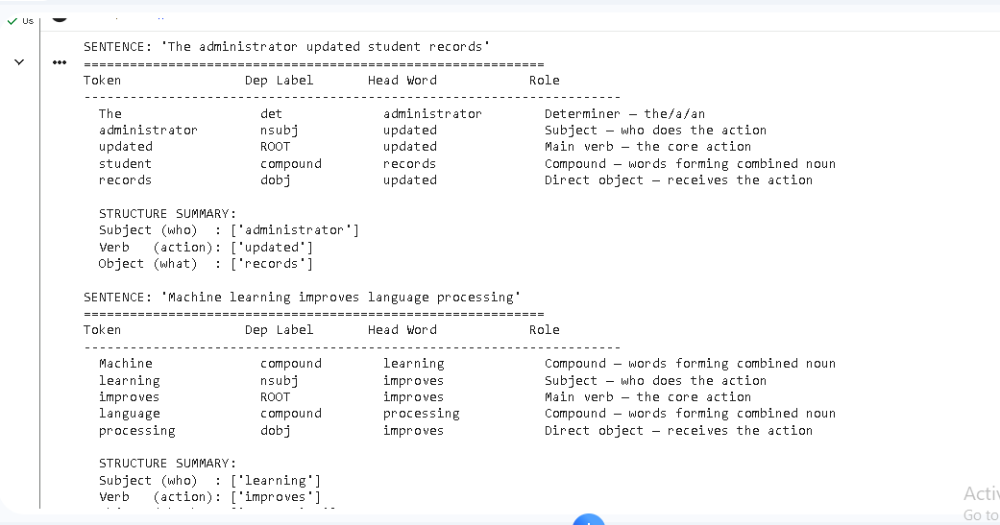 Us
SENTENCE: 'The administrator updated student records'
============================================================
Token Dep Label Head Word Role
----------------------------------------------------------------------
The det administrator Determiner — the/a/an
administrator nsubj updated Subject — who does the action
updated ROOT updated Main verb — the core action
student compound records Compound — words forming combined noun
records dobj updated Direct object — receives the action
STRUCTURE SUMMARY:
Subject (who) : ['administrator']
Verb (action): ['updated']
Object (what) : ['records']
SENTENCE: 'Machine learning improves language processing'
============================================================
Token Dep Label Head Word Role
----------------------------------------------------------------------
Machine compound learning Compound — words forming combined noun
learning nsubj improves Subject — who does the action
improves ROOT improves Main verb — the core action
language compound processing Compound — words forming combined noun
processing dobj improves Direct object — receives the action
STRUCTURE SUMMARY:
Subject (who) : ['learning']
Verb (action): ['improves']
Activ
Go to